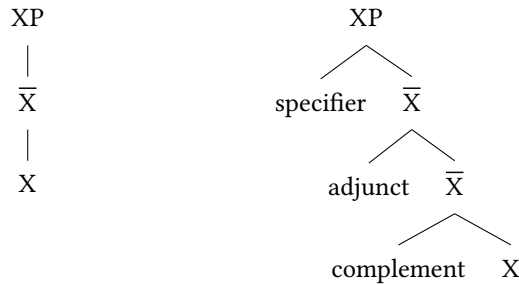 XP XP
X̅ specifier X̅
X adjunct X̅
complement X